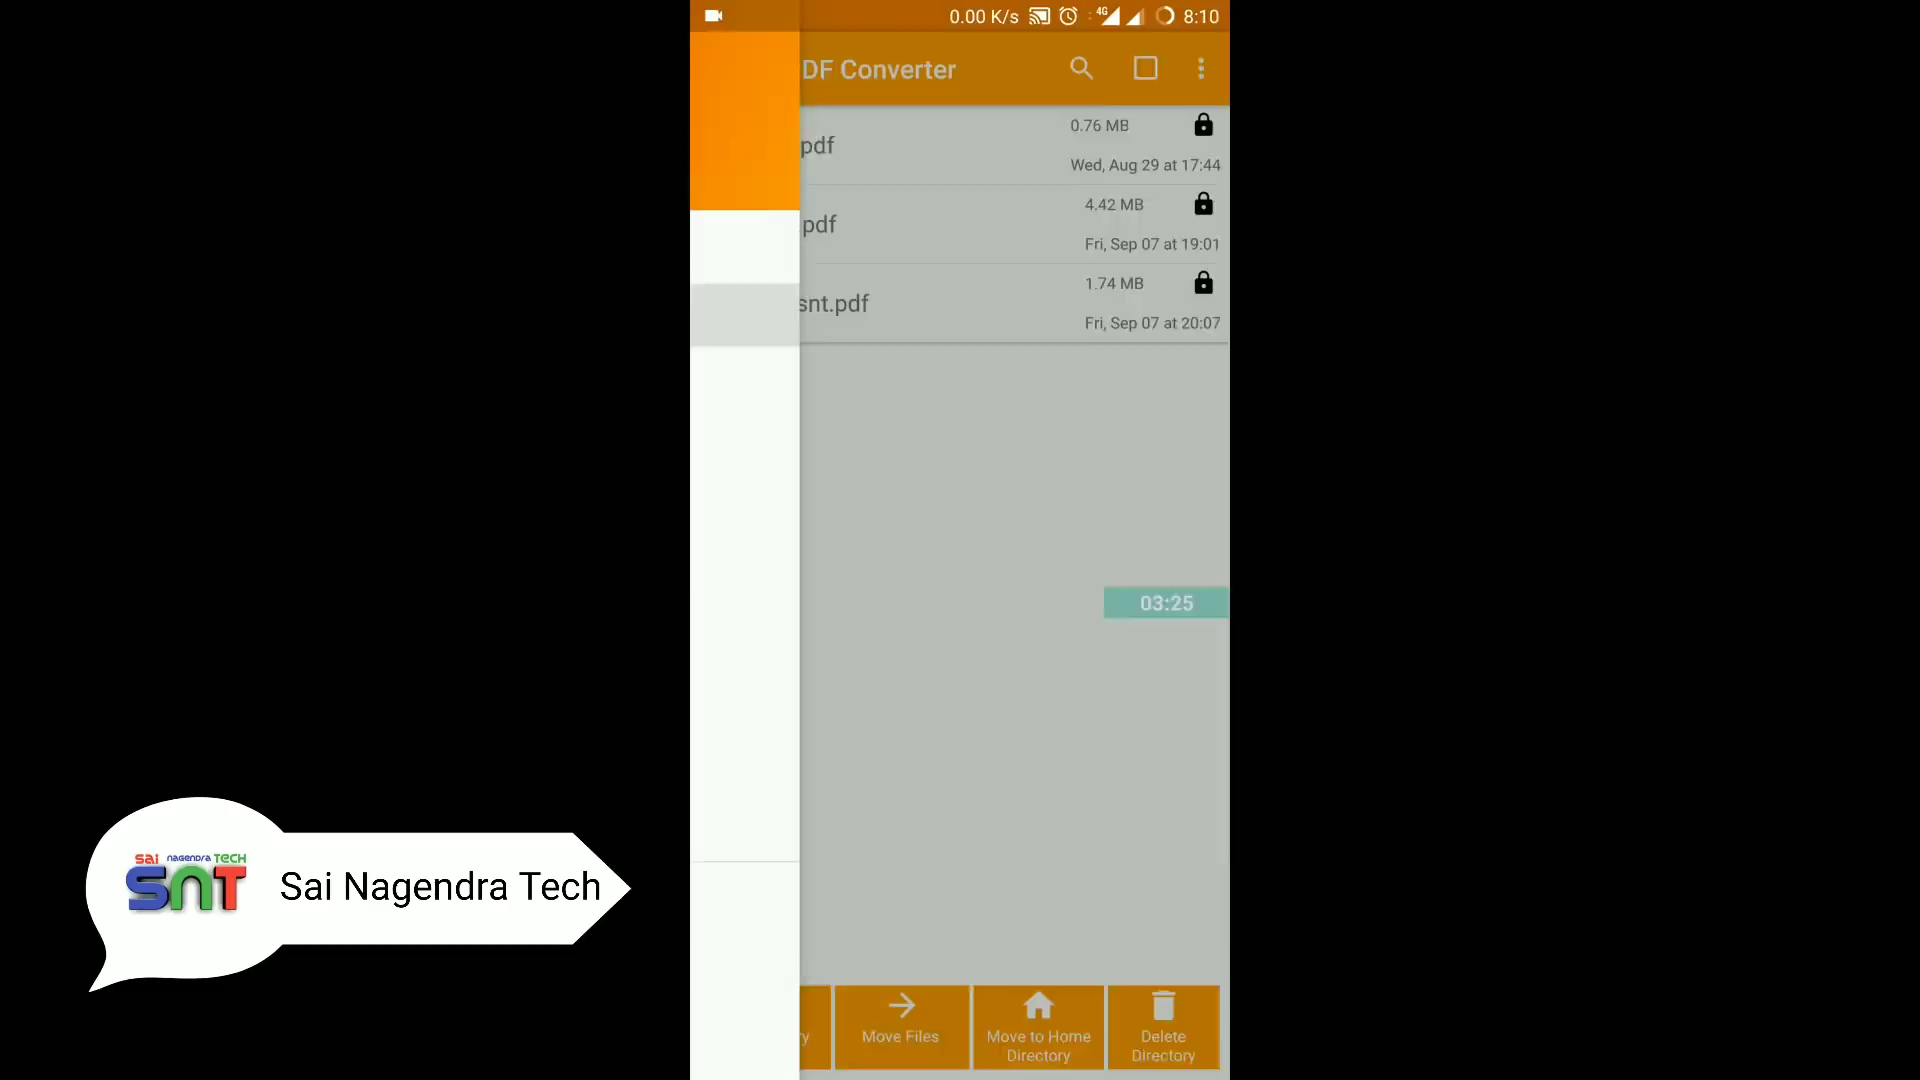 0.00 K/s 4G 8:10
DF Converter
0.76 MB
pdf
Wed, Aug 29 at 17:44
4.42 MB
pdf
Fri, Sep 07 at 19:01
1.74 MB
snt.pdf
Fri, Sep 07 at 20:07
03:25
sai nagendra TECH
SNT
Sai Nagendra Tech
y
Move Files
Move to Home
Directory
Delete
Directory